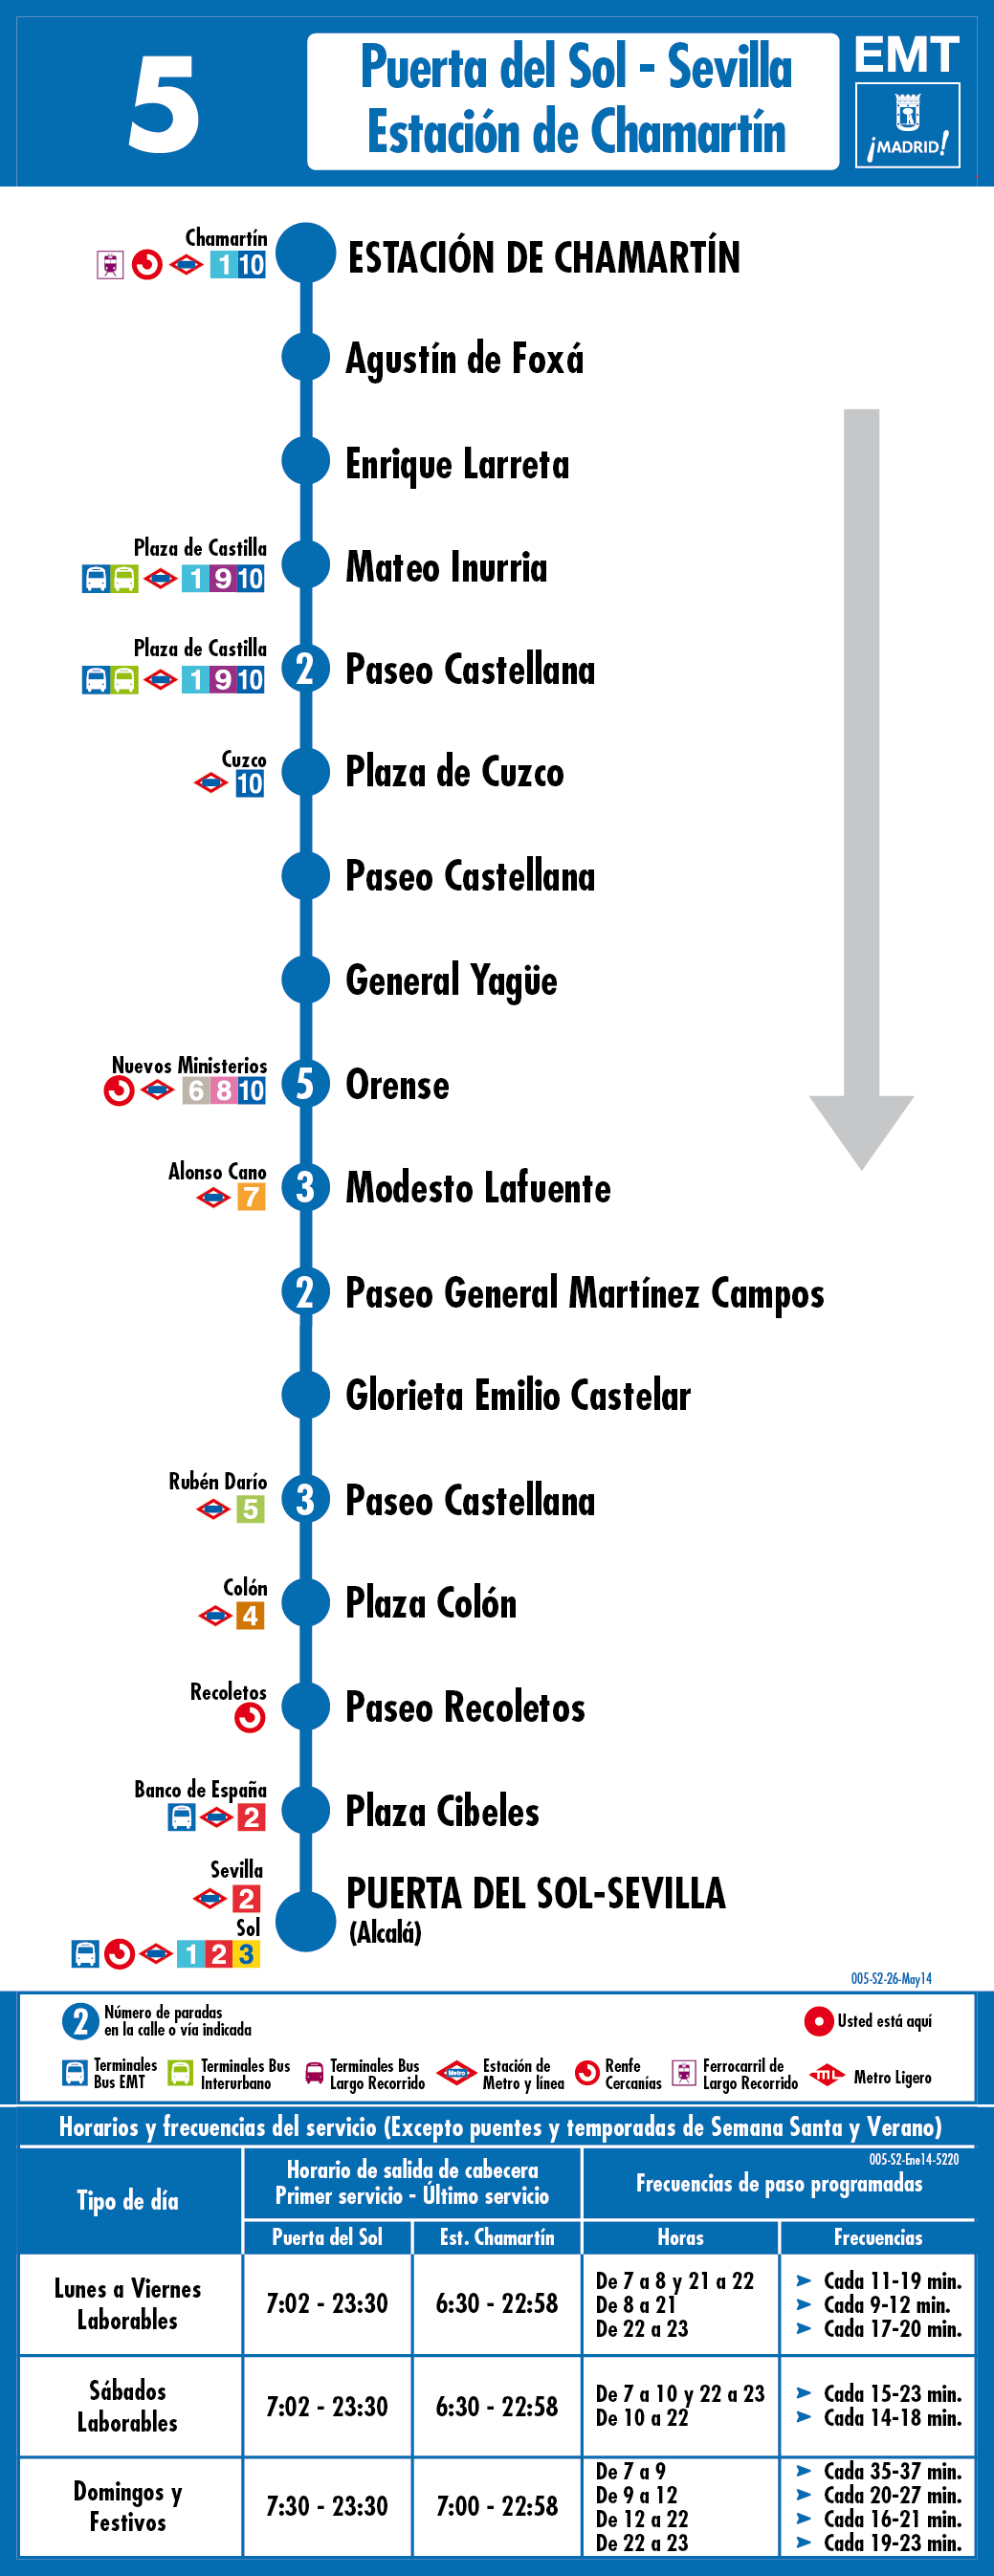 5
Puerta del Sol - Sevilla
Estación de Chamartín
EMT
¡MADRID!
Chamartín
1 10
ESTACIÓN DE CHAMARTÍN
Agustín de Foxá
Enrique Larreta
Plaza de Castilla
1 9 10
Mateo Inurria
Plaza de Castilla
1 9 10
2
Paseo Castellana
Cuzco
10
Plaza de Cuzco
Paseo Castellana
General Yagüe
Nuevos Ministerios
6 8 10
5
Orense
Alonso Cano
7
3
Modesto Lafuente
2
Paseo General Martínez Campos
Glorieta Emilio Castelar
Rubén Darío
5
3
Paseo Castellana
Colón
4
Plaza Colón
Recoletos
Paseo Recoletos
Banco de España
2
Plaza Cibeles
Sevilla
2
Sol
1 2 3
PUERTA DEL SOL-SEVILLA
(Alcalá)
005-S2-26-May14
2
Número de paradas
en la calle o vía indicada
Usted está aquí
Terminales
Bus EMT
Terminales Bus
Interurbano
Terminales Bus
Largo Recorrido
Metro
Estación de
Metro y línea
Renfe
Cercanías
Ferrocarril de
Largo Recorrido
ML
Metro Ligero
Horarios y frecuencias del servicio (Excepto puentes y temporadas de Semana Santa y Verano)
005-S2-Ene14-5220
Tipo de día
Horario de salida de cabecera
Primer servicio - Último servicio
Frecuencias de paso programadas
Puerta del Sol
Est. Chamartín
Horas
Frecuencias
Lunes a Viernes
Laborables
7:02 - 23:30
6:30 - 22:58
De 7 a 8 y 21 a 22
Cada 11-19 min.
De 8 a 21
Cada 9-12 min.
De 22 a 23
Cada 17-20 min.
Sábados
Laborables
7:02 - 23:30
6:30 - 22:58
De 7 a 10 y 22 a 23
Cada 15-23 min.
De 10 a 22
Cada 14-18 min.
Domingos y
Festivos
7:30 - 23:30
7:00 - 22:58
De 7 a 9
Cada 35-37 min.
De 9 a 12
Cada 20-27 min.
De 12 a 22
Cada 16-21 min.
De 22 a 23
Cada 19-23 min.